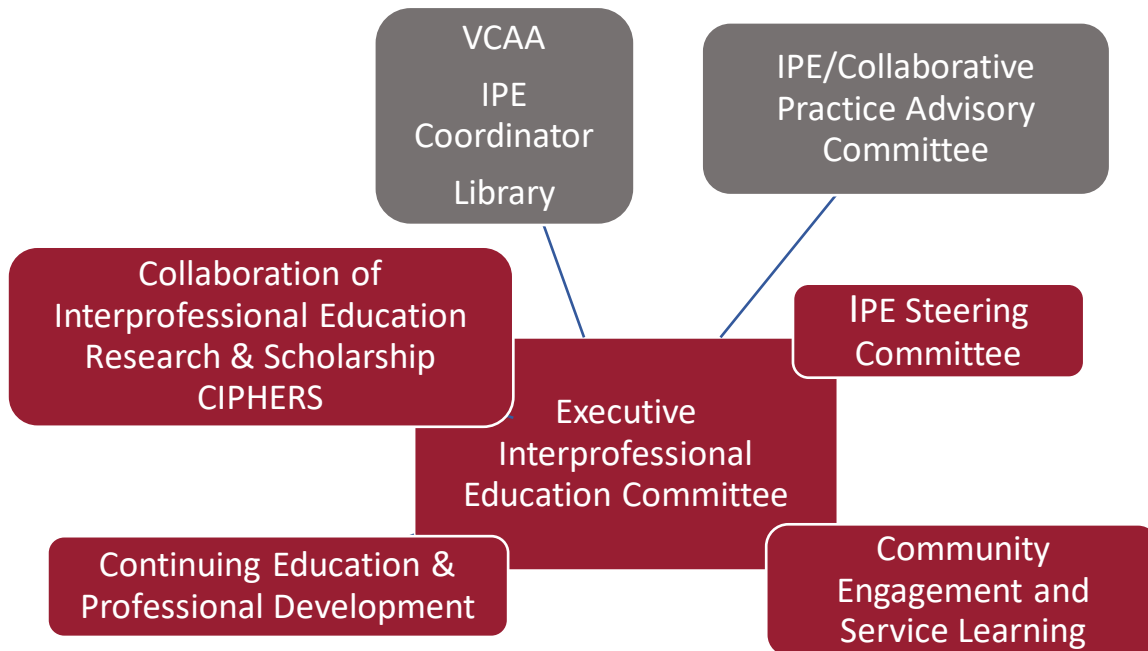 VCAA
IPE
Coordinator
Library
IPE/Collaborative
Practice Advisory
Committee
Collaboration of
Interprofessional Education
Research & Scholarship
CIPHERS
IPE Steering
Committee
Executive
Interprofessional
Education Committee
Continuing Education &
Professional Development
Community
Engagement and
Service Learning